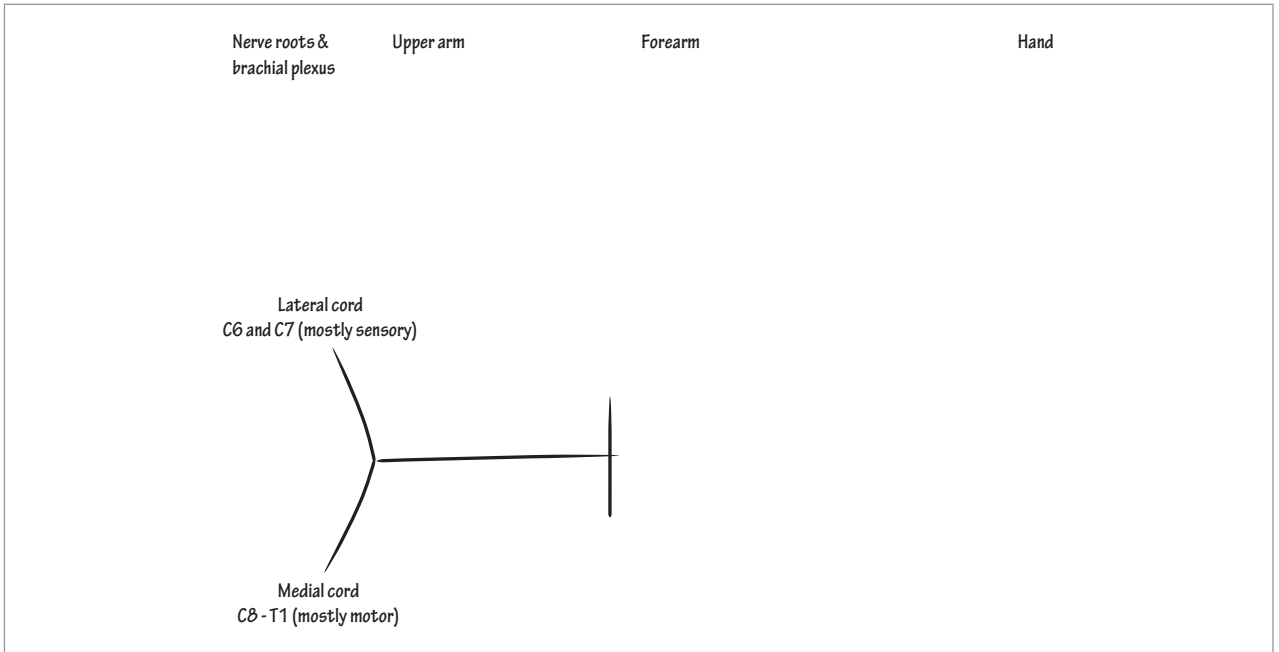 Nerve roots &
brachial plexus
Upper arm
Forearm
Hand
Lateral cord
C6 and C7 (mostly sensory)
Medial cord
C8 - T1 (mostly motor)